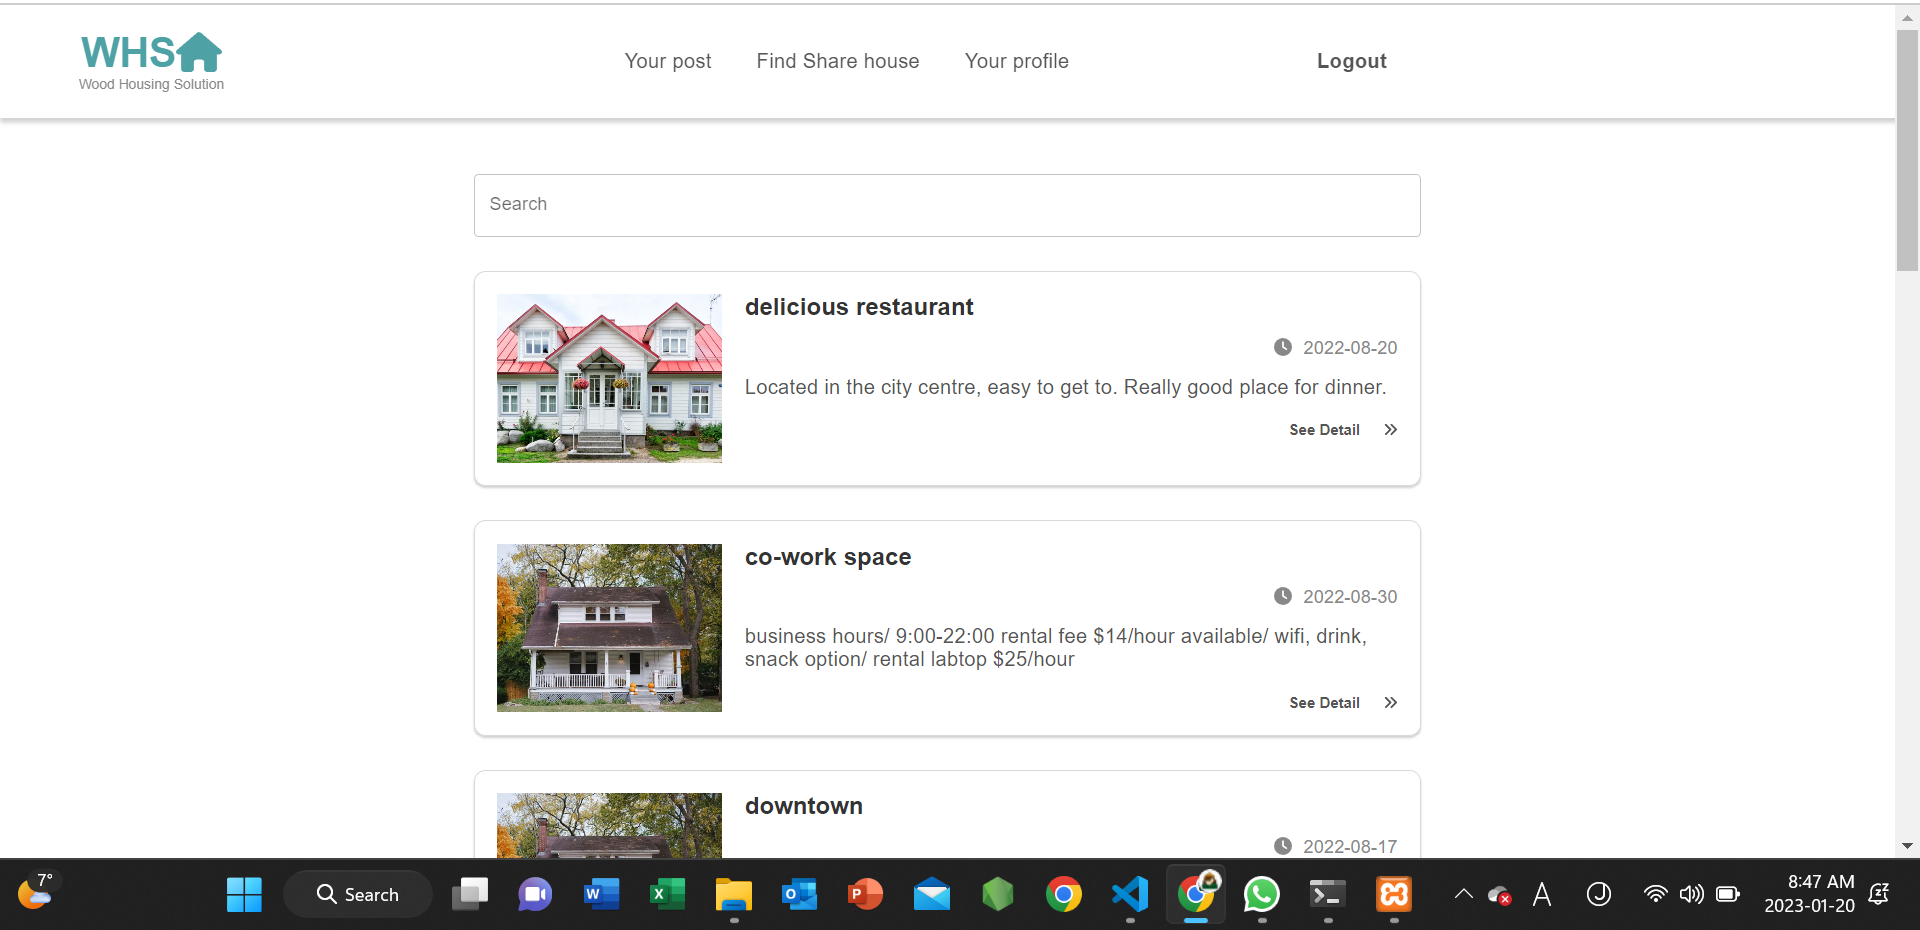 WHS
Wood Housing Solution
Your post
Find Share house
Your profile
Logout
Search
delicious restaurant
2022-08-20
Located in the city centre, easy to get to. Really good place for dinner.
See Detail
co-work space
2022-08-30
business hours/ 9:00-22:00 rental fee $14/hour available/ wifi, drink,
snack option/ rental labtop $25/hour
See Detail
downtown
2022-08-17
7°
Search
W
X
O
P
A
J
8:47 AM
2023-01-20